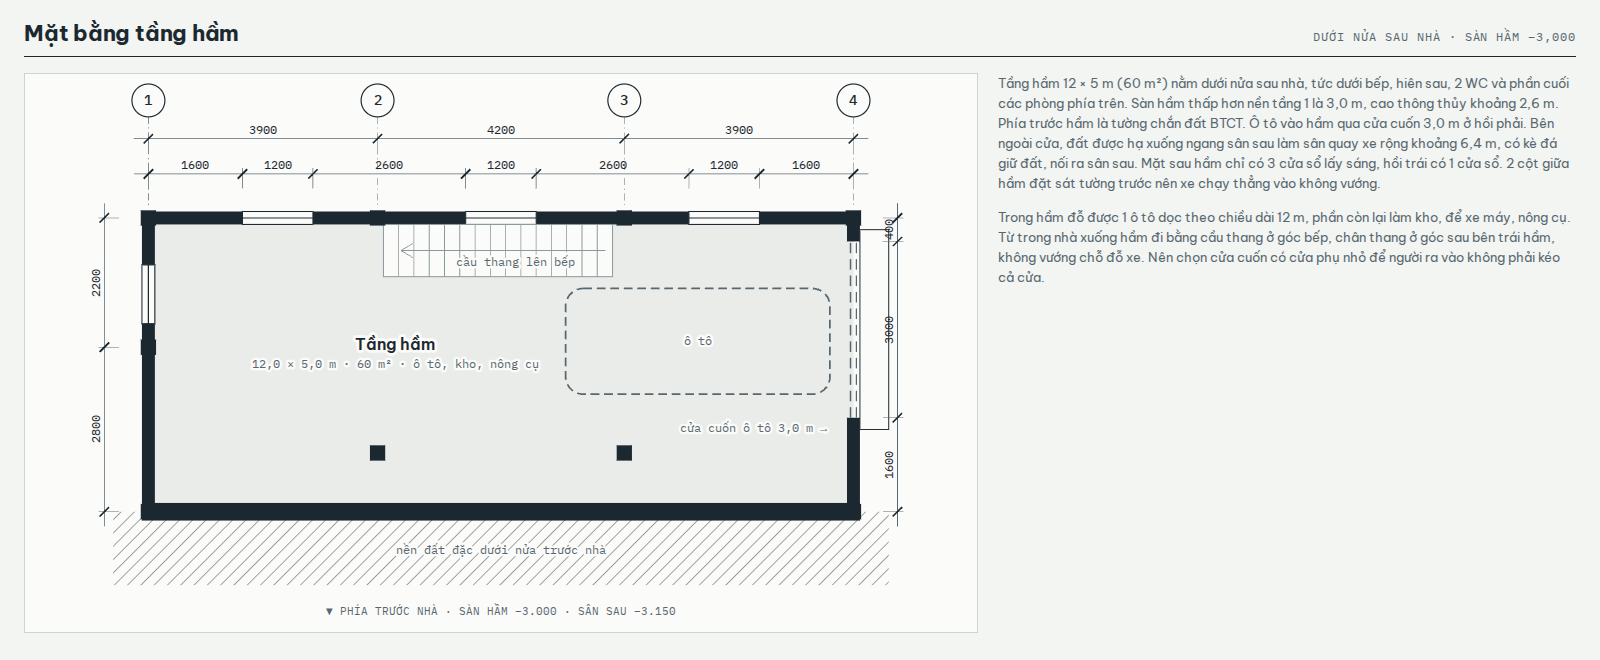 Mặt bằng tầng hầm
DƯỚI NỬA SAU NHÀ · SÀN HẦM −3,000
1 2 3 4
3900 4200 3900
1600 1200 2600 1200 2600 1200 1600
400
2200
3000
2800
1600
cầu thang lên bếp
ô tô
Tầng hầm
12,0 × 5,0 m · 60 m² · ô tô, kho, nông cụ
cửa cuốn ô tô 3,0 m →
nền đất đặc dưới nửa trước nhà
▼ PHÍA TRƯỚC NHÀ · SÀN HẦM −3.000 · SÂN SAU −3.150
Tầng hầm 12 × 5 m (60 m²) nằm dưới nửa sau nhà, tức dưới bếp, hiên sau, 2 WC và phần cuối
các phòng phía trên. Sàn hầm thấp hơn nền tầng 1 là 3,0 m, cao thông thủy khoảng 2,6 m.
Phía trước hầm là tường chắn đất BTCT. Ô tô vào hầm qua cửa cuốn 3,0 m ở hồi phải. Bên
ngoài cửa, đất được hạ xuống ngang sân sau làm sân quay xe rộng khoảng 6,4 m, có kè đá
giữ đất, nối ra sân sau. Mặt sau hầm chỉ có 3 cửa sổ lấy sáng, hồi trái có 1 cửa sổ. 2 cột giữa
hầm đặt sát tường trước nên xe chạy thẳng vào không vướng.
Trong hầm đỗ được 1 ô tô dọc theo chiều dài 12 m, phần còn lại làm kho, để xe máy, nông cụ.
Từ trong nhà xuống hầm đi bằng cầu thang ở góc bếp, chân thang ở góc sau bên trái hầm,
không vướng chỗ đỗ xe. Nên chọn cửa cuốn có cửa phụ nhỏ để người ra vào không phải kéo
cả cửa.